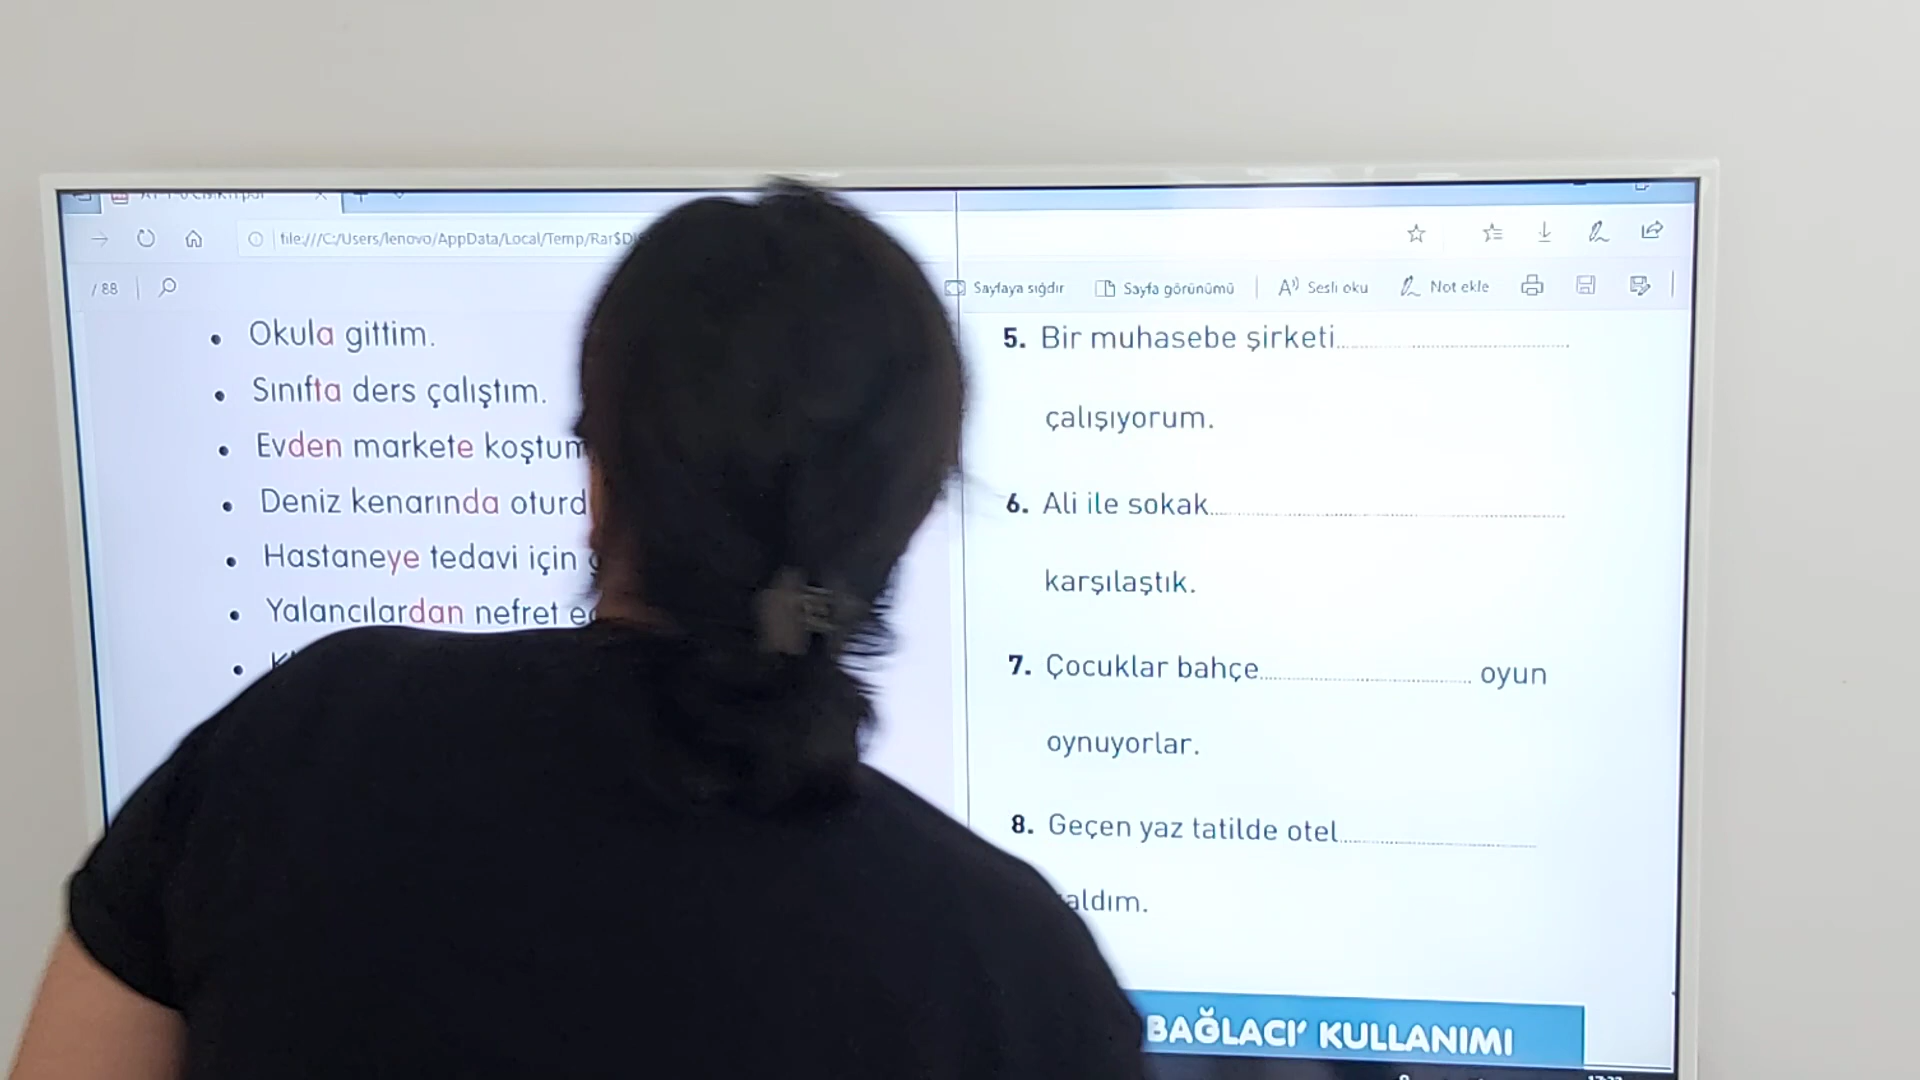 file:///C:/Users/lenovo/AppData/Local/Temp/Rar$DI
/ 88
Sayfaya sığdır
Sayfa görünümü
Sesli oku
Not ekle
Okula gittim.
Sınıfta ders çalıştım.
Evden markete koştum
Deniz kenarında oturd
Hastaneye tedavi için
Yalancılardan nefret
5. Bir muhasebe şirketi
çalışıyorum.
6. Ali ile sokak
karşılaştık.
7. Çocuklar bahçe oyun
oynuyorlar.
8. Geçen yaz tatilde otel
aldım.
BAĞLACI' KULLANIMI